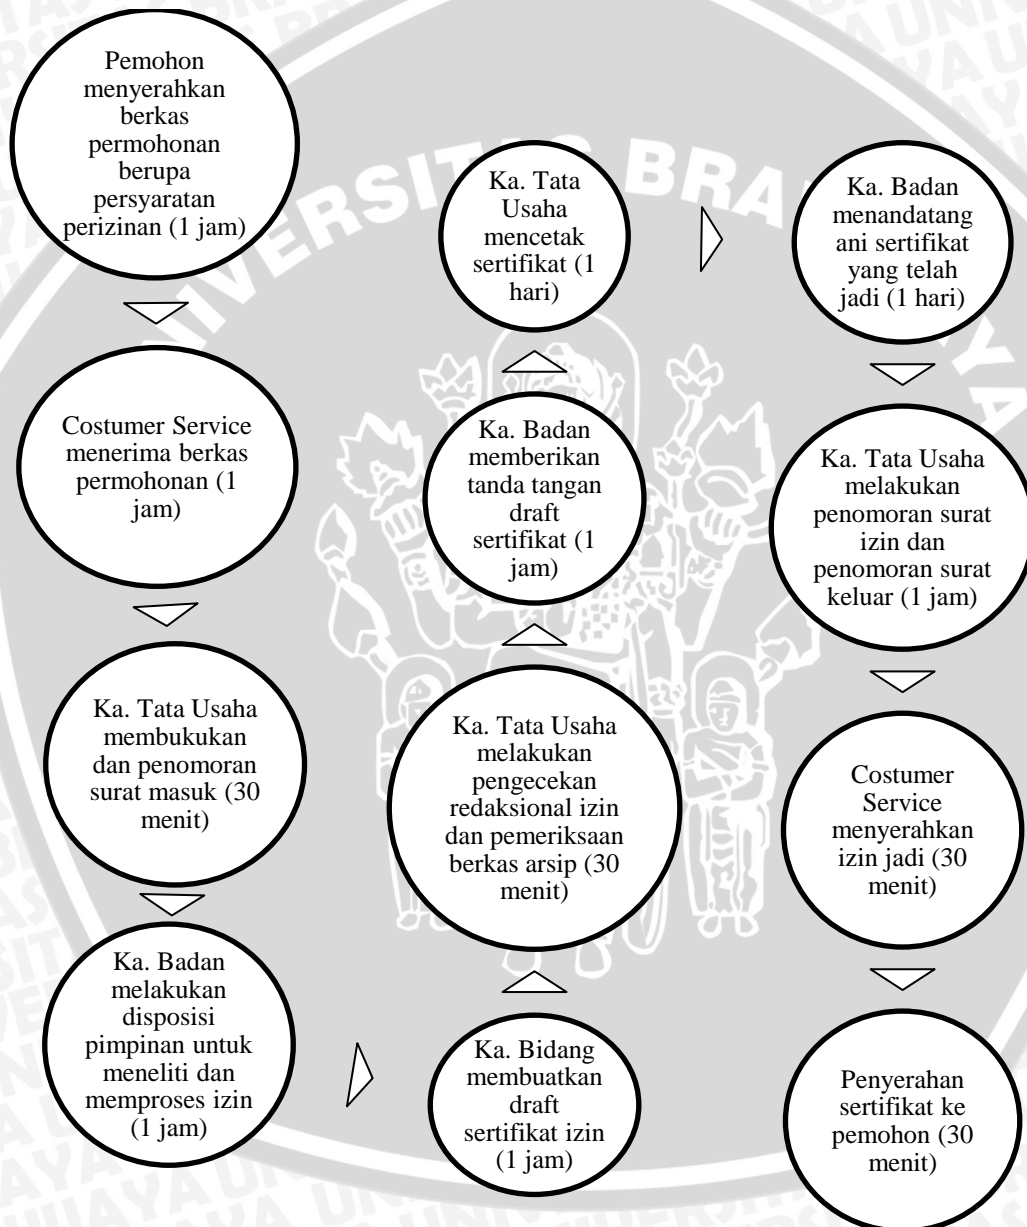 Pemohon
menyerahkan
berkas
permohonan
berupa
persyaratan
perizinan (1 jam)
Costumer Service
menerima berkas
permohonan (1
jam)
Ka. Tata Usaha
membukukan
dan penomoran
surat masuk (30
menit)
Ka. Badan
melakukan
disposisi
pimpinan untuk
meneliti dan
memproses izin
(1 jam)
Ka. Bidang
membuatkan
draft
sertifikat izin
(1 jam)
Ka. Tata Usaha
melakukan
pengecekan
redaksional izin
dan pemeriksaan
berkas arsip (30
menit)
Ka. Badan
memberikan
tanda tangan
draft
sertifikat (1
jam)
Ka. Tata
Usaha
mencetak
sertifikat (1
hari)
Ka. Badan
menandatang
ani sertifikat
yang telah
jadi (1 hari)
Ka. Tata Usaha
melakukan
penomoran surat
izin dan
penomoran surat
keluar (1 jam)
Costumer
Service
menyerahkan
izin jadi (30
menit)
Penyerahan
sertifikat ke
pemohon (30
menit)